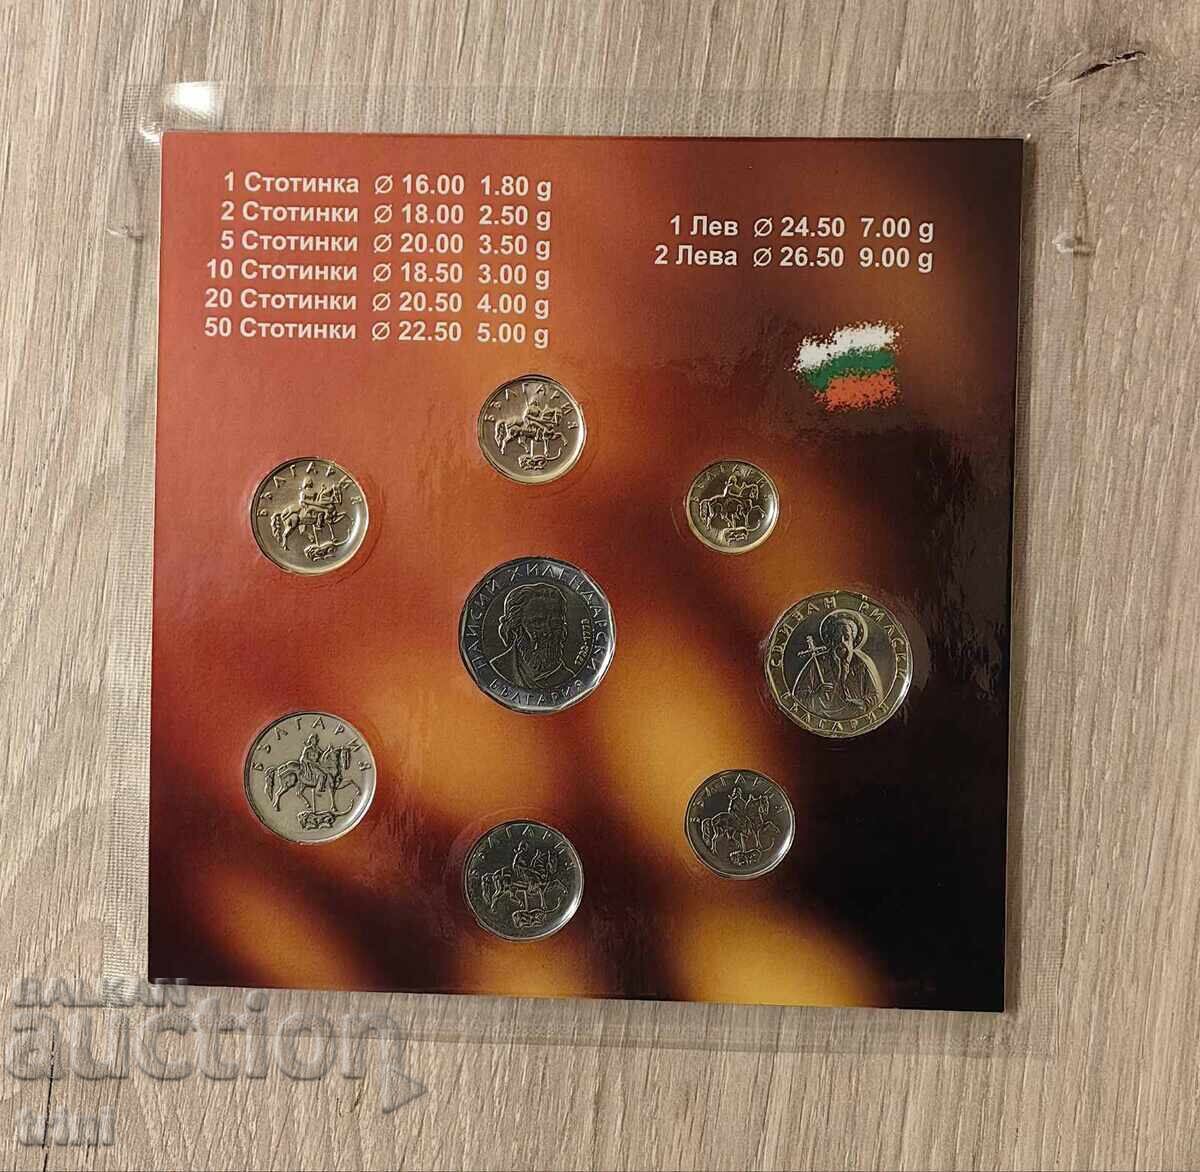 1 Стотинка ∅ 16.00 1.80 g
2 Стотинки ∅ 18.00 2.50 g
5 Стотинки ∅ 20.00 3.50 g
10 Стотинки ∅ 18.50 3.00 g
20 Стотинки ∅ 20.50 4.00 g
50 Стотинки ∅ 22.50 5.00 g
1 Лев ∅ 24.50 7.00 g
2 Лева ∅ 26.50 9.00 g
БЪЛГАРИЯ
БЪЛГАРИЯ
БЪЛГАРИЯ
ПАИСИЙ ХИЛЕНДАРСКИ
1722-1773
БЪЛГАРИЯ
СВ ИВАН РИЛСКИ
БЪЛГАРИЯ
БЪЛГАРИЯ
БЪЛГАРИЯ
БЪЛГАРИЯ
BALKAN
auction
trini